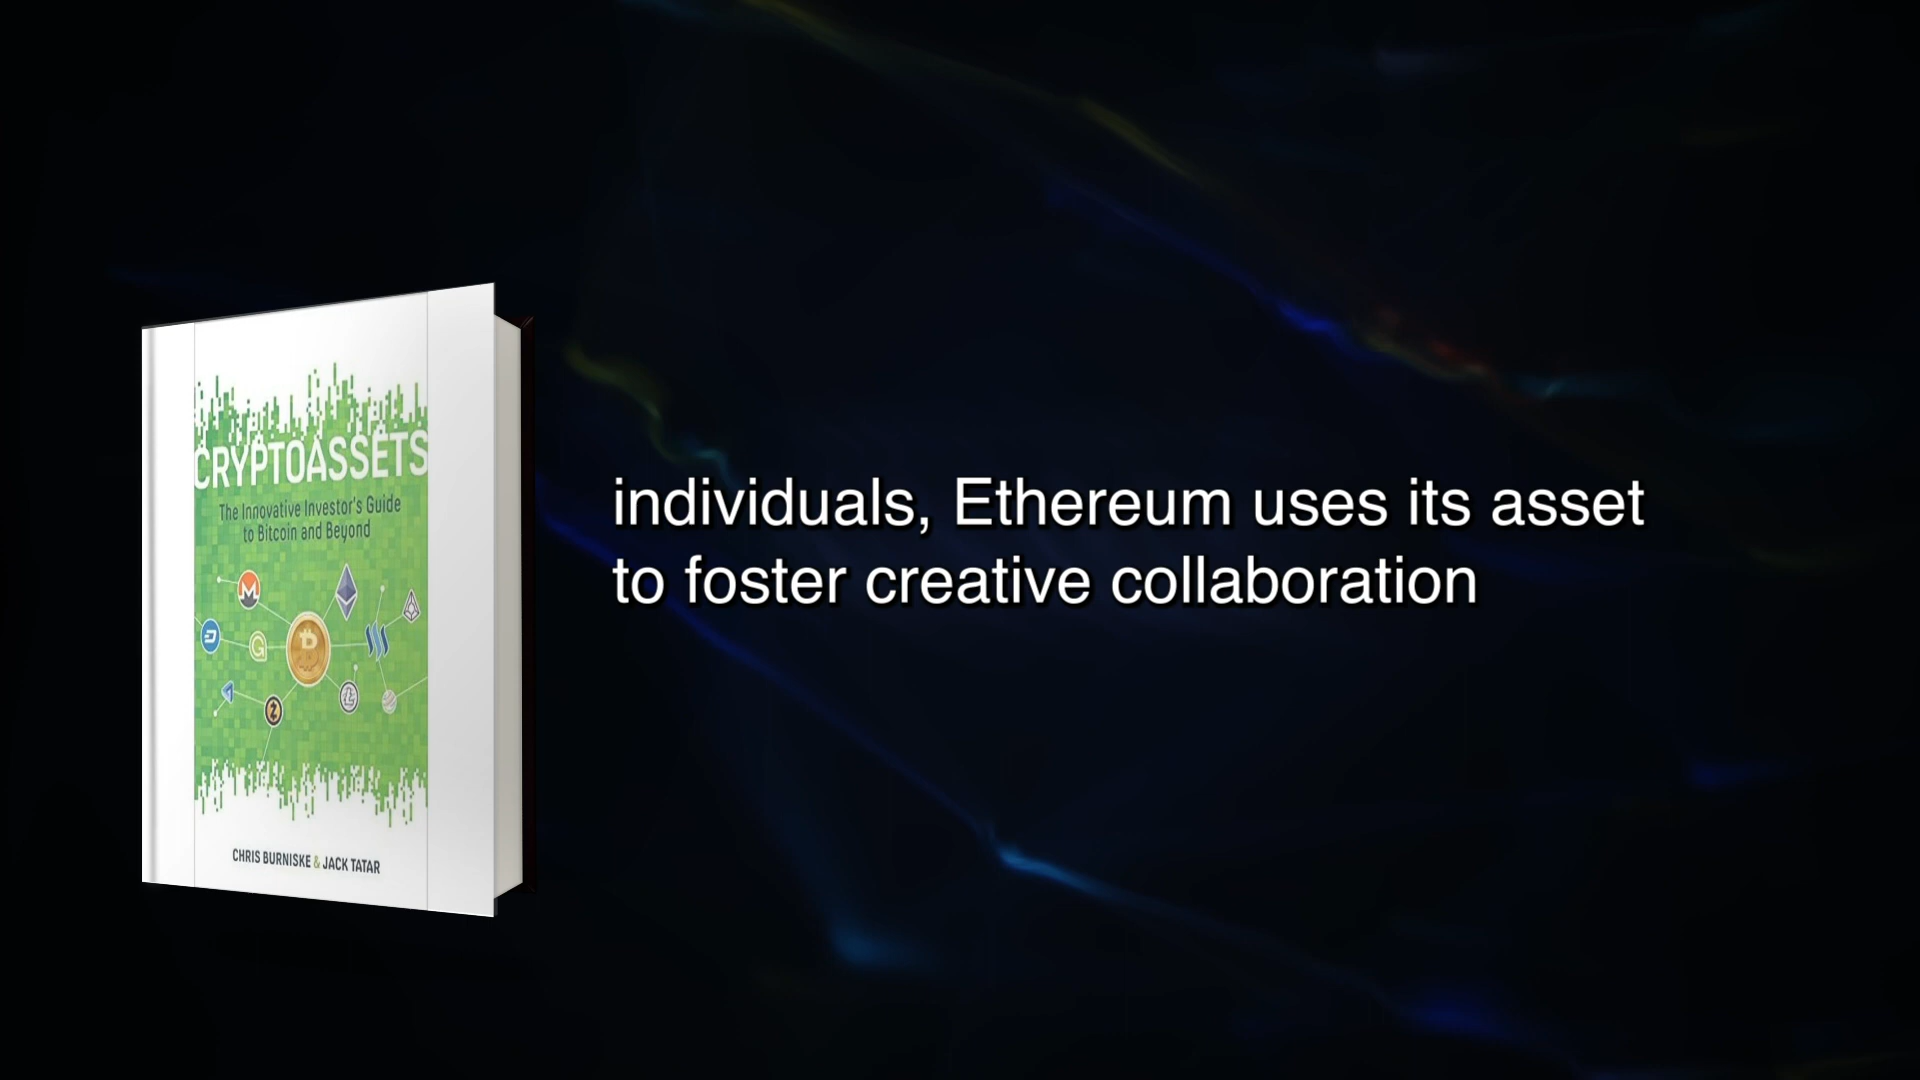 CRYPTOASSETS
The Innovative Investor's Guide
to Bitcoin and Beyond
CHRIS BURNISKE & JACK TATAR
individuals, Ethereum uses its asset
to foster creative collaboration